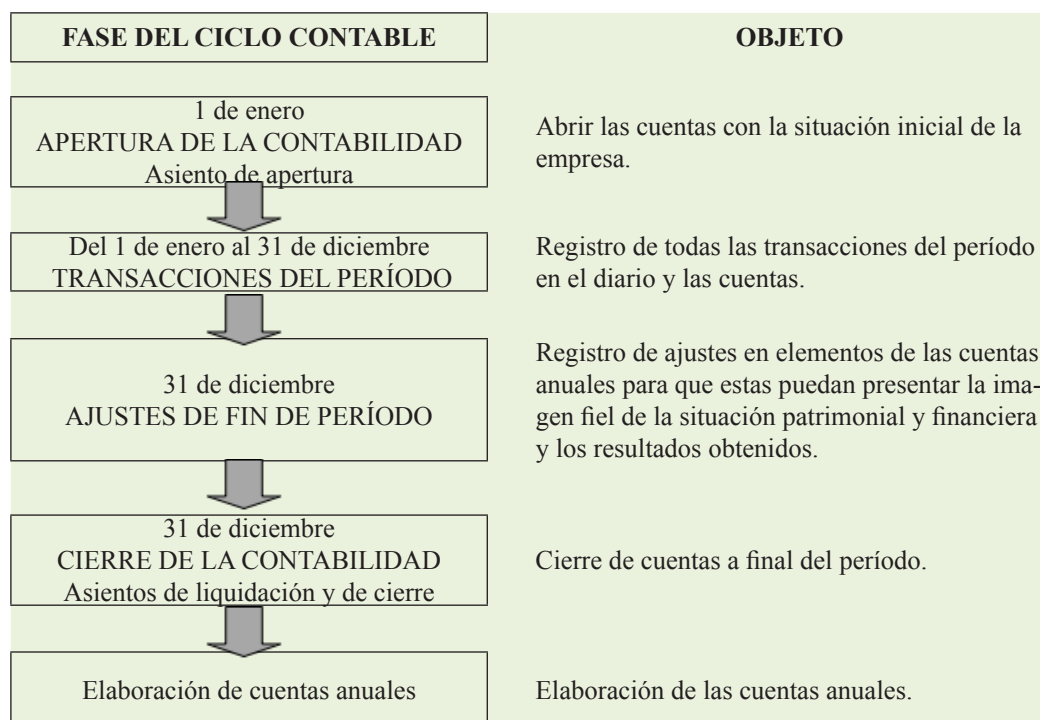 FASE DEL CICLO CONTABLE
OBJETO
1 de enero
APERTURA DE LA CONTABILIDAD
Asiento de apertura
Abrir las cuentas con la situación inicial de la
empresa.
Del 1 de enero al 31 de diciembre
TRANSACCIONES DEL PERÍODO
Registro de todas las transacciones del período
en el diario y las cuentas.
31 de diciembre
AJUSTES DE FIN DE PERÍODO
Registro de ajustes en elementos de las cuentas
anuales para que estas puedan presentar la ima-
gen fiel de la situación patrimonial y financiera
y los resultados obtenidos.
31 de diciembre
CIERRE DE LA CONTABILIDAD
Asientos de liquidación y de cierre
Cierre de cuentas a final del período.
Elaboración de cuentas anuales
Elaboración de las cuentas anuales.